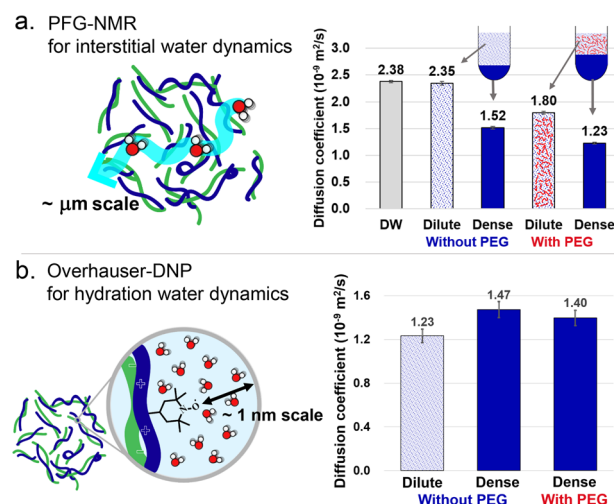 a. PFG-NMR
for interstitial water dynamics
~ μm scale
Diffusion coefficient (10⁻⁹ m²/s)
3.0
2.5
2.0
1.5
1.0
0.5
0.0
2.38
2.35
1.52
1.80
1.23
DW Dilute Dense Dilute Dense
Without PEG With PEG
b. Overhauser-DNP
for hydration water dynamics
~ 1 nm scale
Diffusion coefficient (10⁻⁹ m²/s)
1.6
1.2
0.8
0.4
0.0
1.23
1.47
1.40
Dilute Dense Dense
Without PEG With PEG